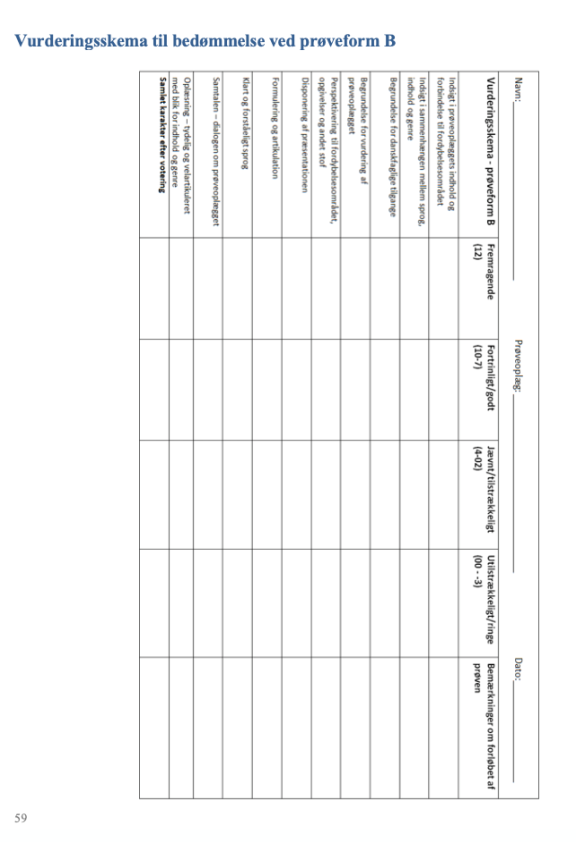 Vurderingsskema til bedømmelse ved prøveform B
Navn:
Prøveoplæg:
Dato:
Vurderingsskema - prøveform B
Fremragende
(12)
Fortrinligt/godt
(10-7)
Jævnt/tilstrækkeligt
(4-02)
Utilstrækkeligt/ringe
(00 - -3)
Bemærkninger om forløbet af
prøven
Indsigt i prøveoplæggets indhold og
forbindelse til fordybelsesområdet
Indsigt i sammenhængen mellem sprog,
indhold og genre
Begrundelse for danskfaglige tilgange
Begrundelse for vurdering af
prøveoplægget
Perspektivering til fordybelsesområdet,
opgivelser og andet stof
Disponering af præsentationen
Formulering og artikulation
Klart og forståeligt sprog
Samtalen – dialogen om prøveoplægget
Oplæsning – tydelig og velartikuleret
med blik for indhold og genre
Samlet karakter efter votering
59